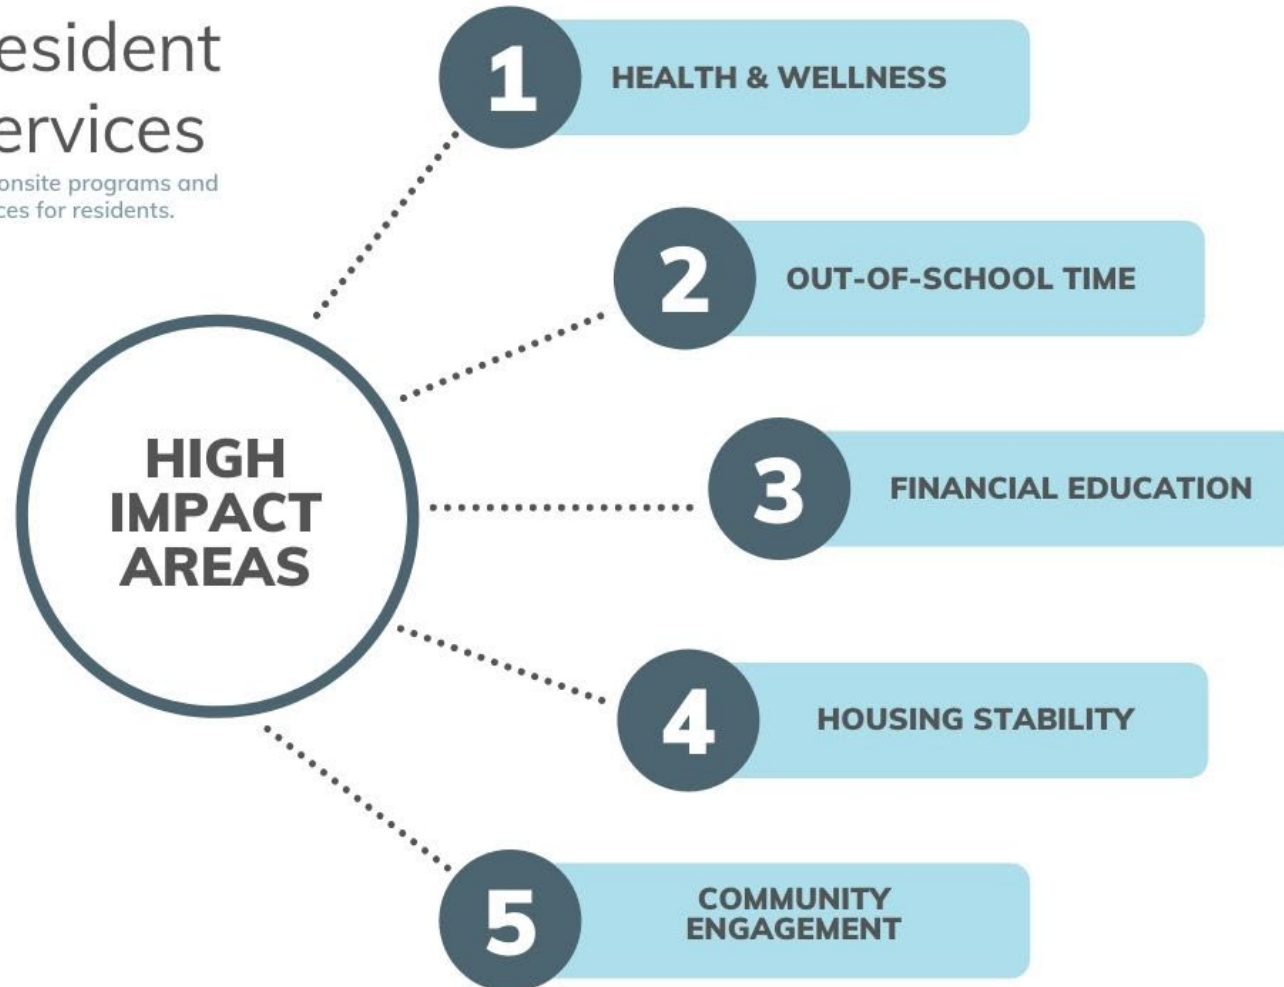 esident
ervices
onsite programs and
ces for residents.
1
HEALTH & WELLNESS
2
OUT-OF-SCHOOL TIME
HIGH
IMPACT
AREAS
3
FINANCIAL EDUCATION
4
HOUSING STABILITY
5
COMMUNITY
ENGAGEMENT